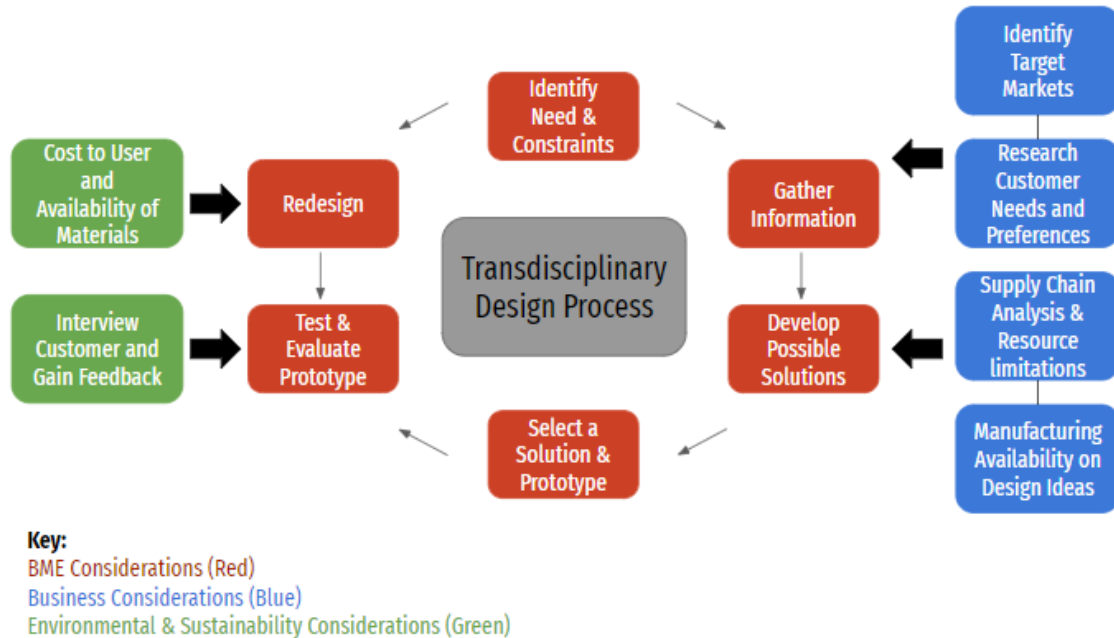 Identify
Target
Markets
Identify
Need &
Constraints
Cost to User
and
Availability of
Materials
Redesign
Gather
Information
Research
Customer
Needs and
Preferences
Transdisciplinary
Design Process
Interview
Customer and
Gain Feedback
Test &
Evaluate
Prototype
Develop
Possible
Solutions
Supply Chain
Analysis &
Resource
limitations
Select a
Solution &
Prototype
Manufacturing
Availability on
Design Ideas
Key:
BME Considerations (Red)
Business Considerations (Blue)
Environmental & Sustainability Considerations (Green)